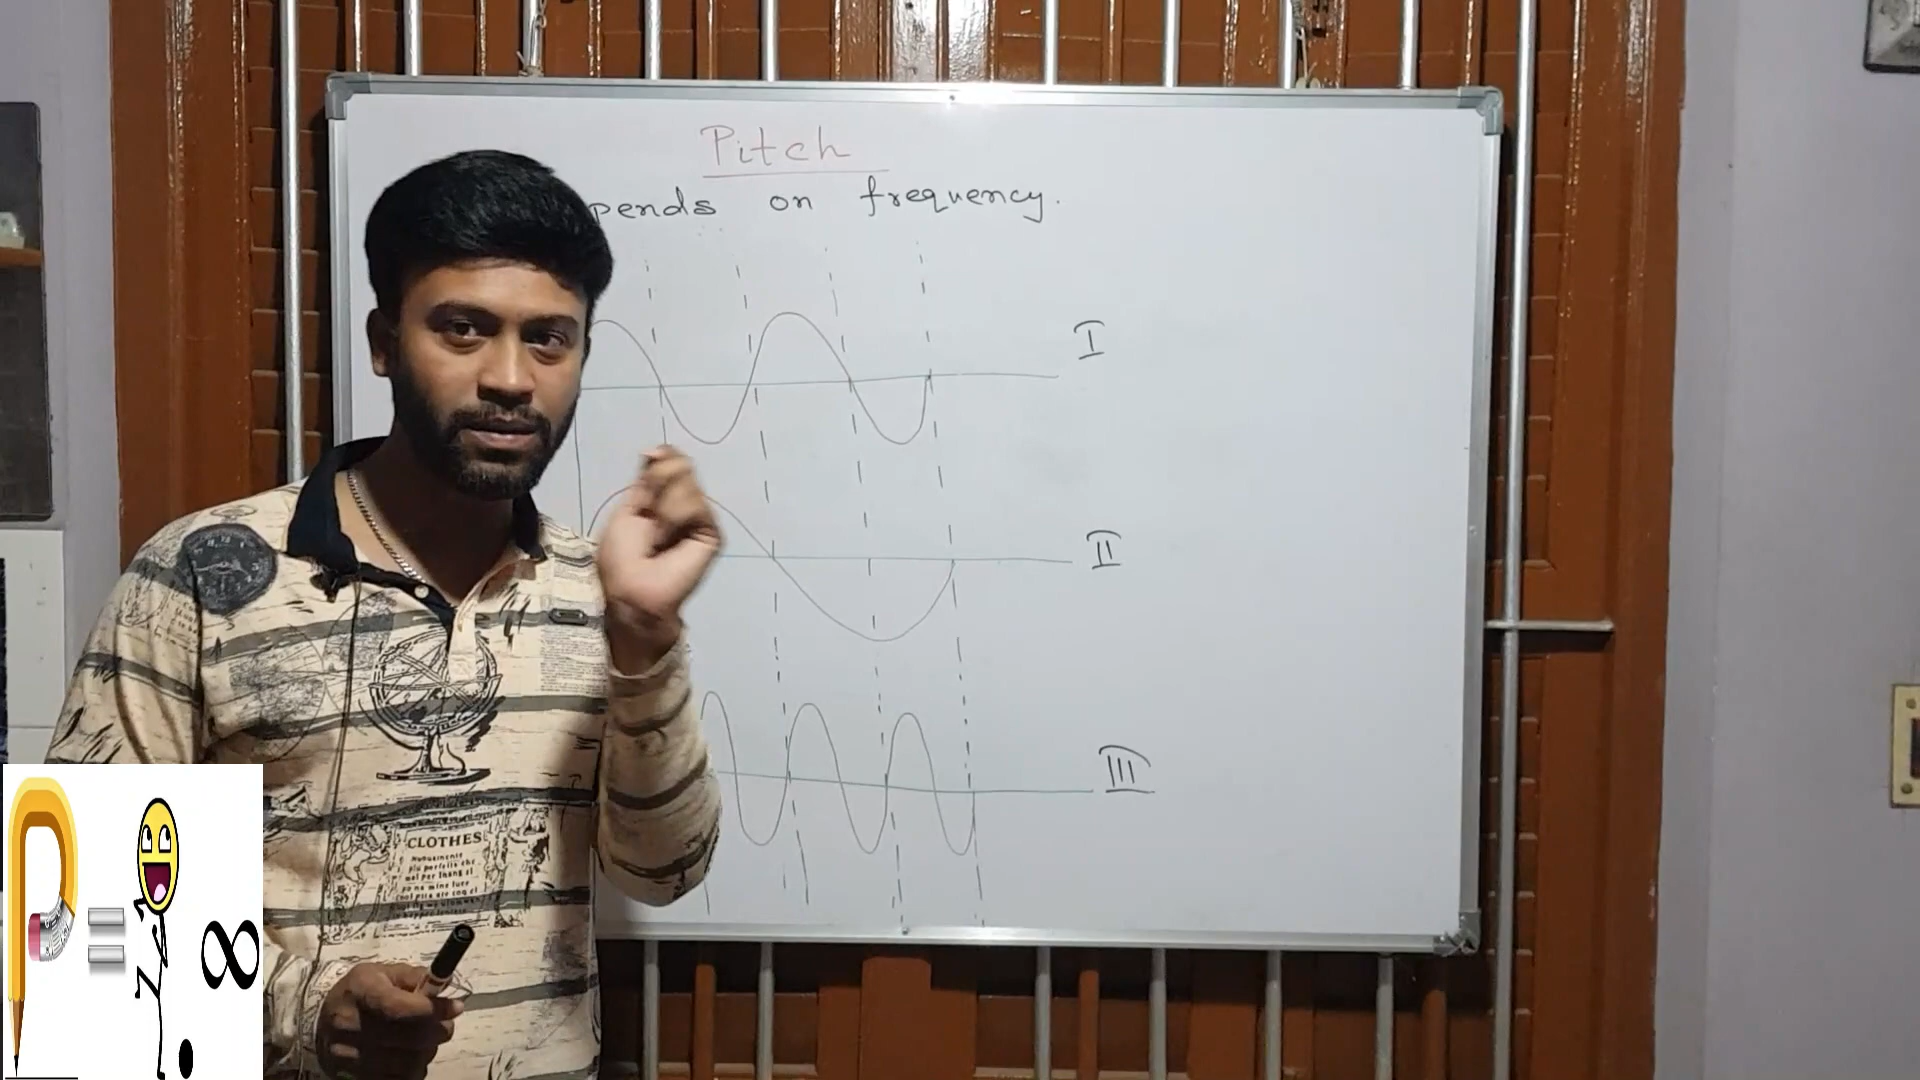 Pitch
pends on frequency.
I
II
III
CLOTHES